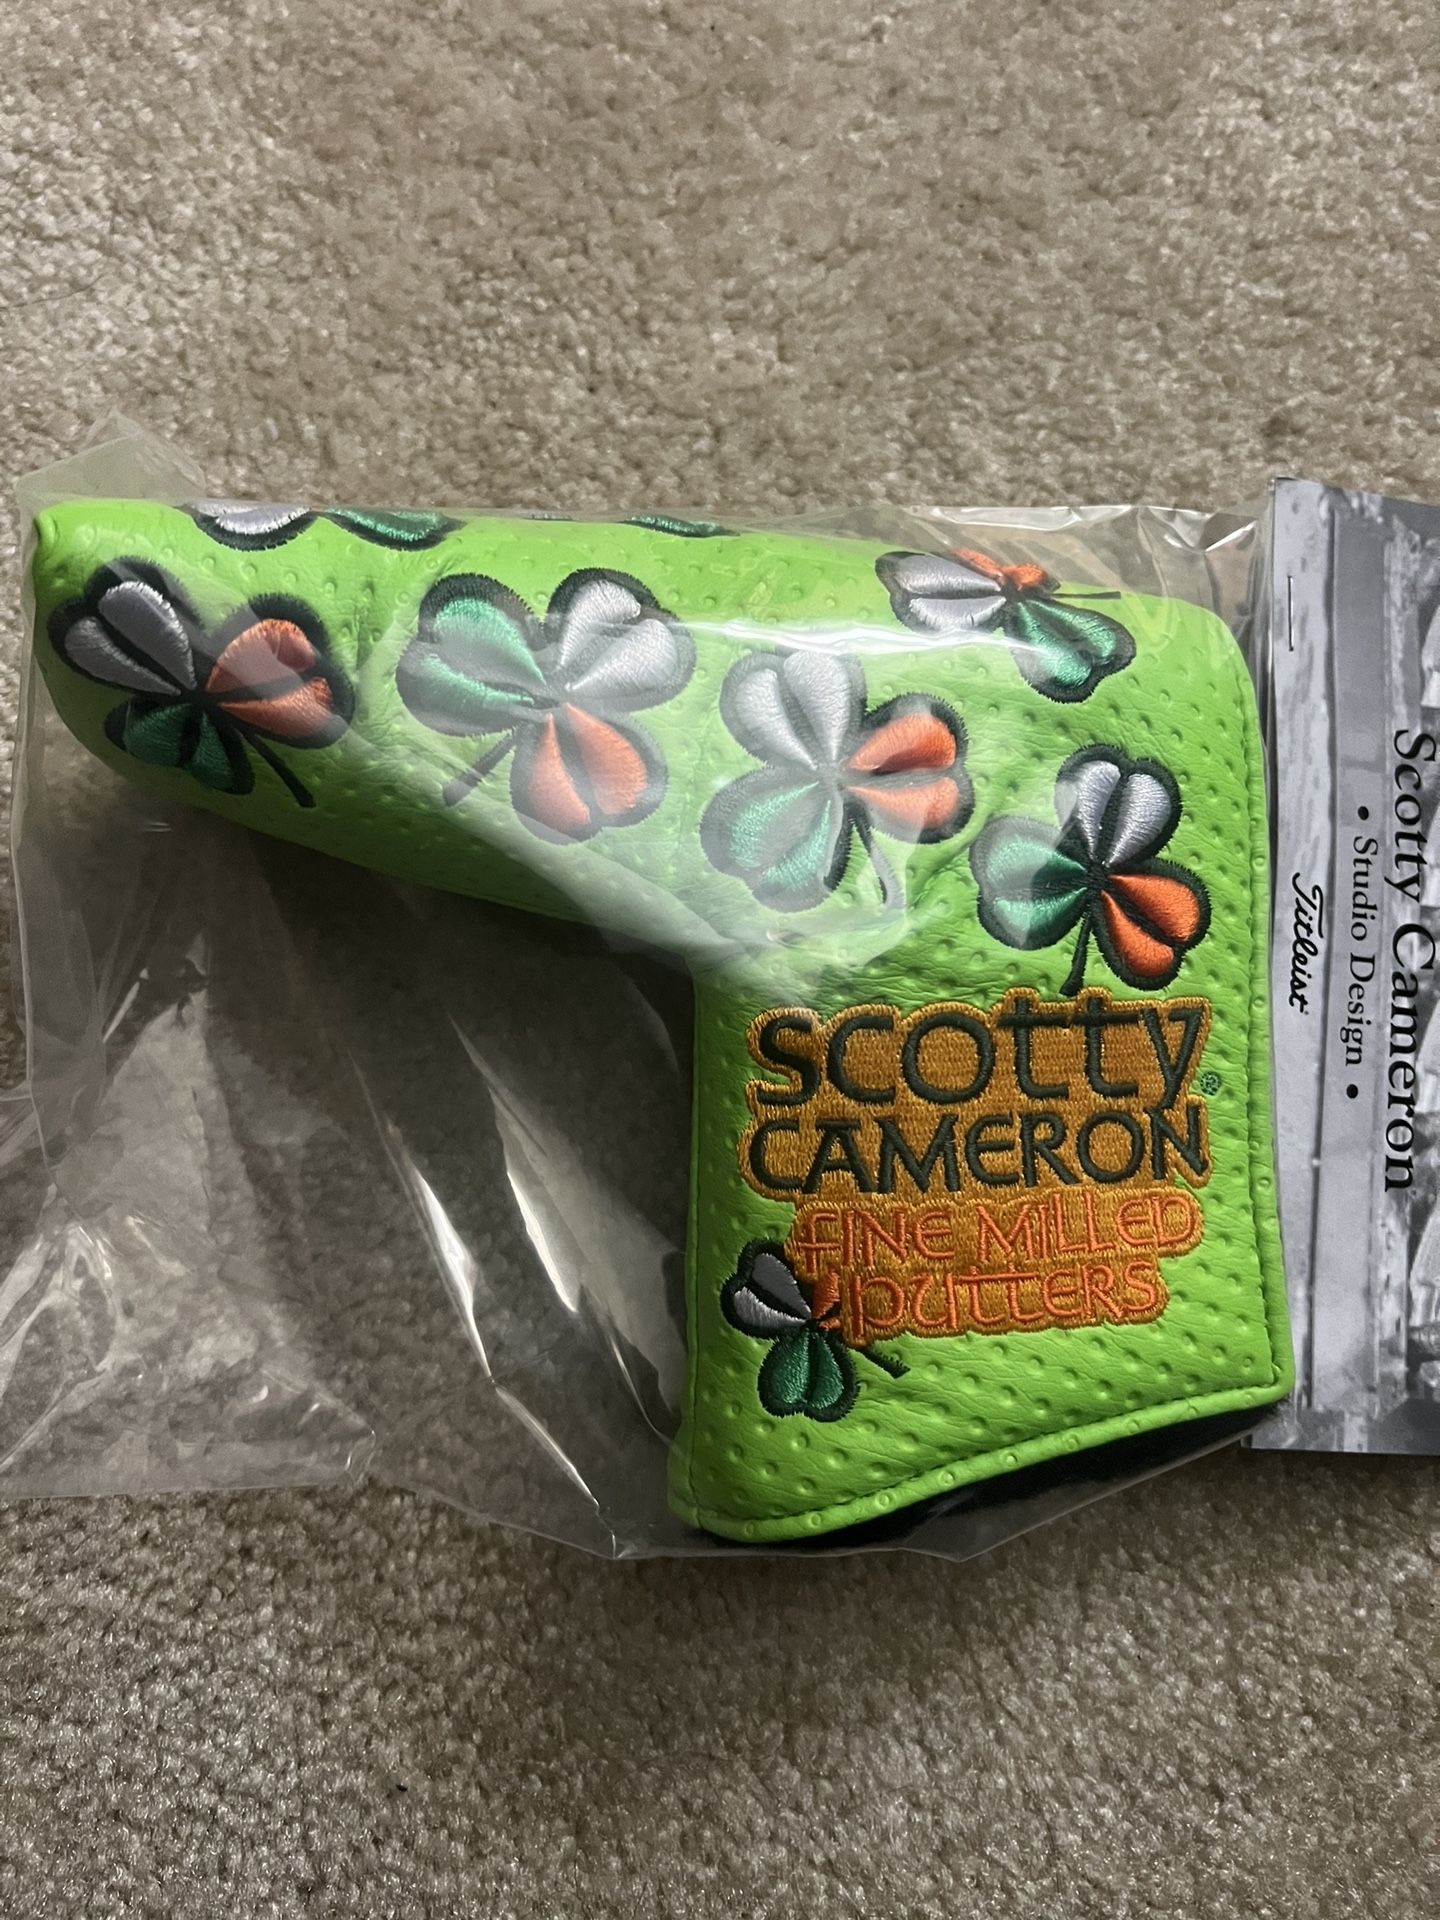 SCOTTY®
CAMERON
FINE MILLED
PUTTERS
Scotty Cameron
• Studio Design •
Titleist